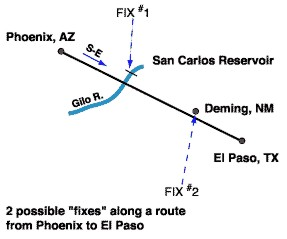 FIX #1
Phoenix, AZ
S-E
San Carlos Reservoir
Gilo R.
Deming, NM
El Paso, TX
FIX #2
2 possible "fixes" along a route
from Phoenix to El Paso